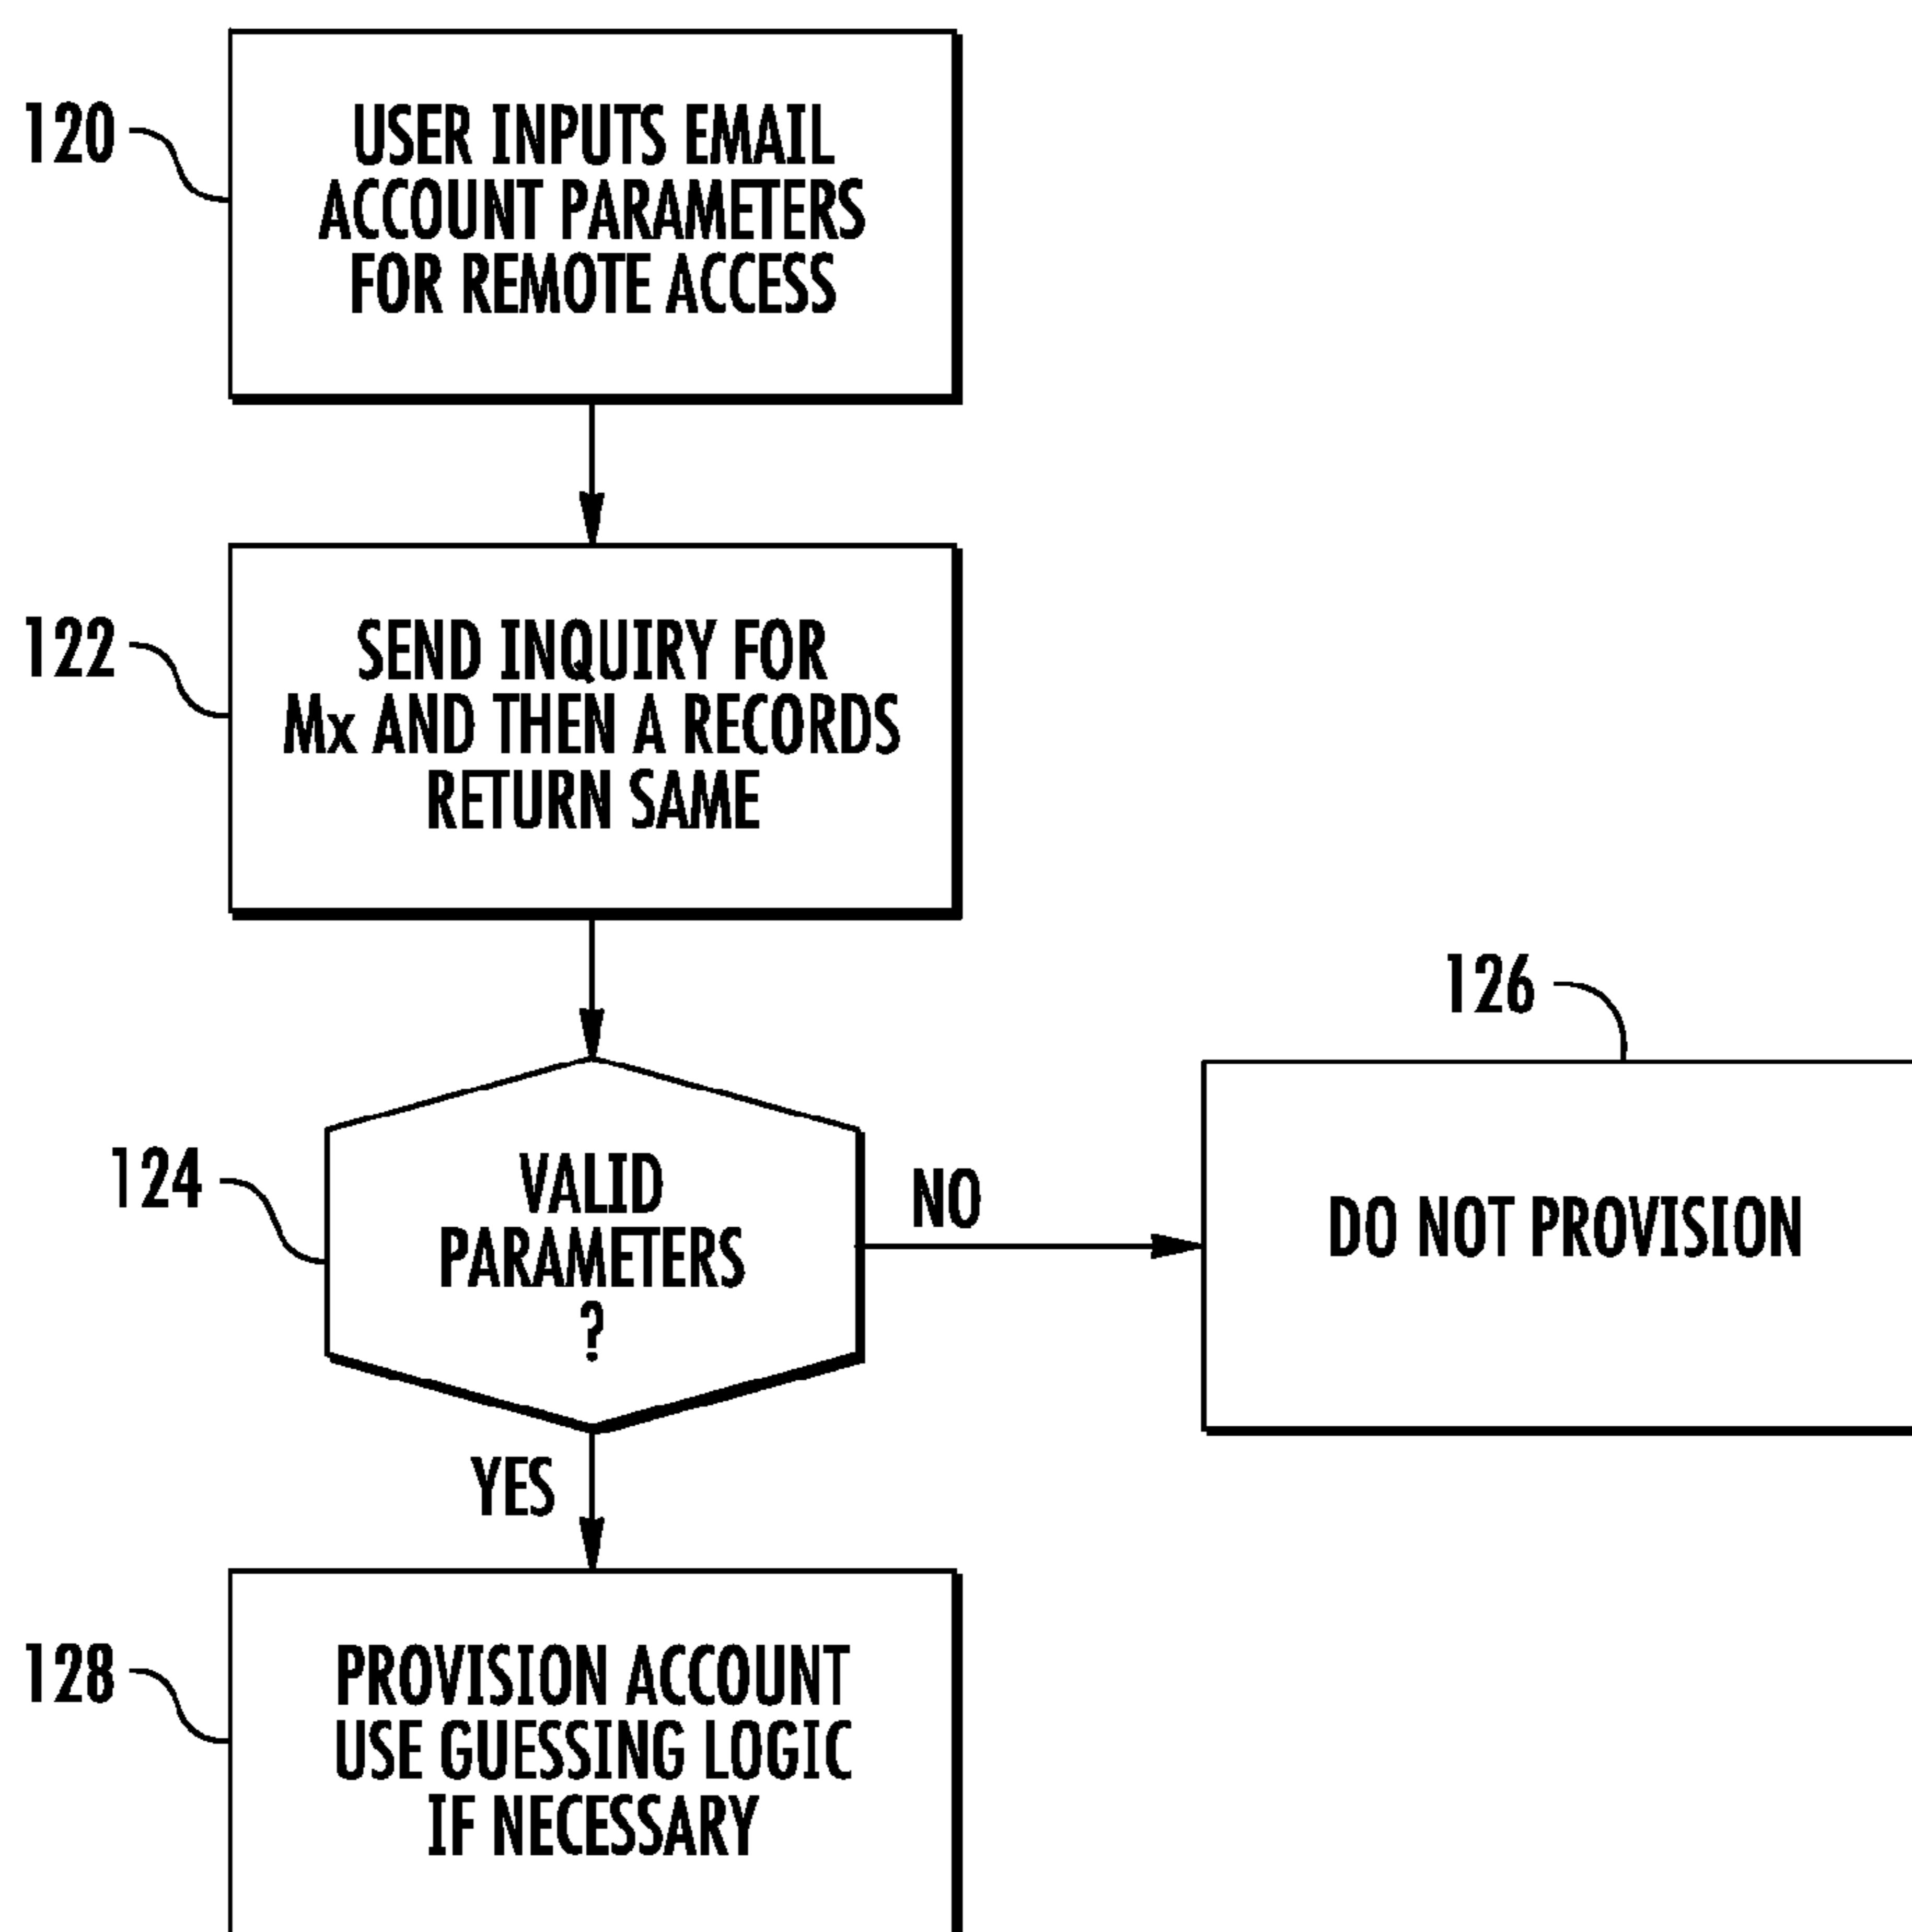 120
USER INPUTS EMAIL
ACCOUNT PARAMETERS
FOR REMOTE ACCESS
122
SEND INQUIRY FOR
Mx AND THEN A RECORDS
RETURN SAME
124
VALID
PARAMETERS
?
NO
126
DO NOT PROVISION
YES
128
PROVISION ACCOUNT
USE GUESSING LOGIC
IF NECESSARY